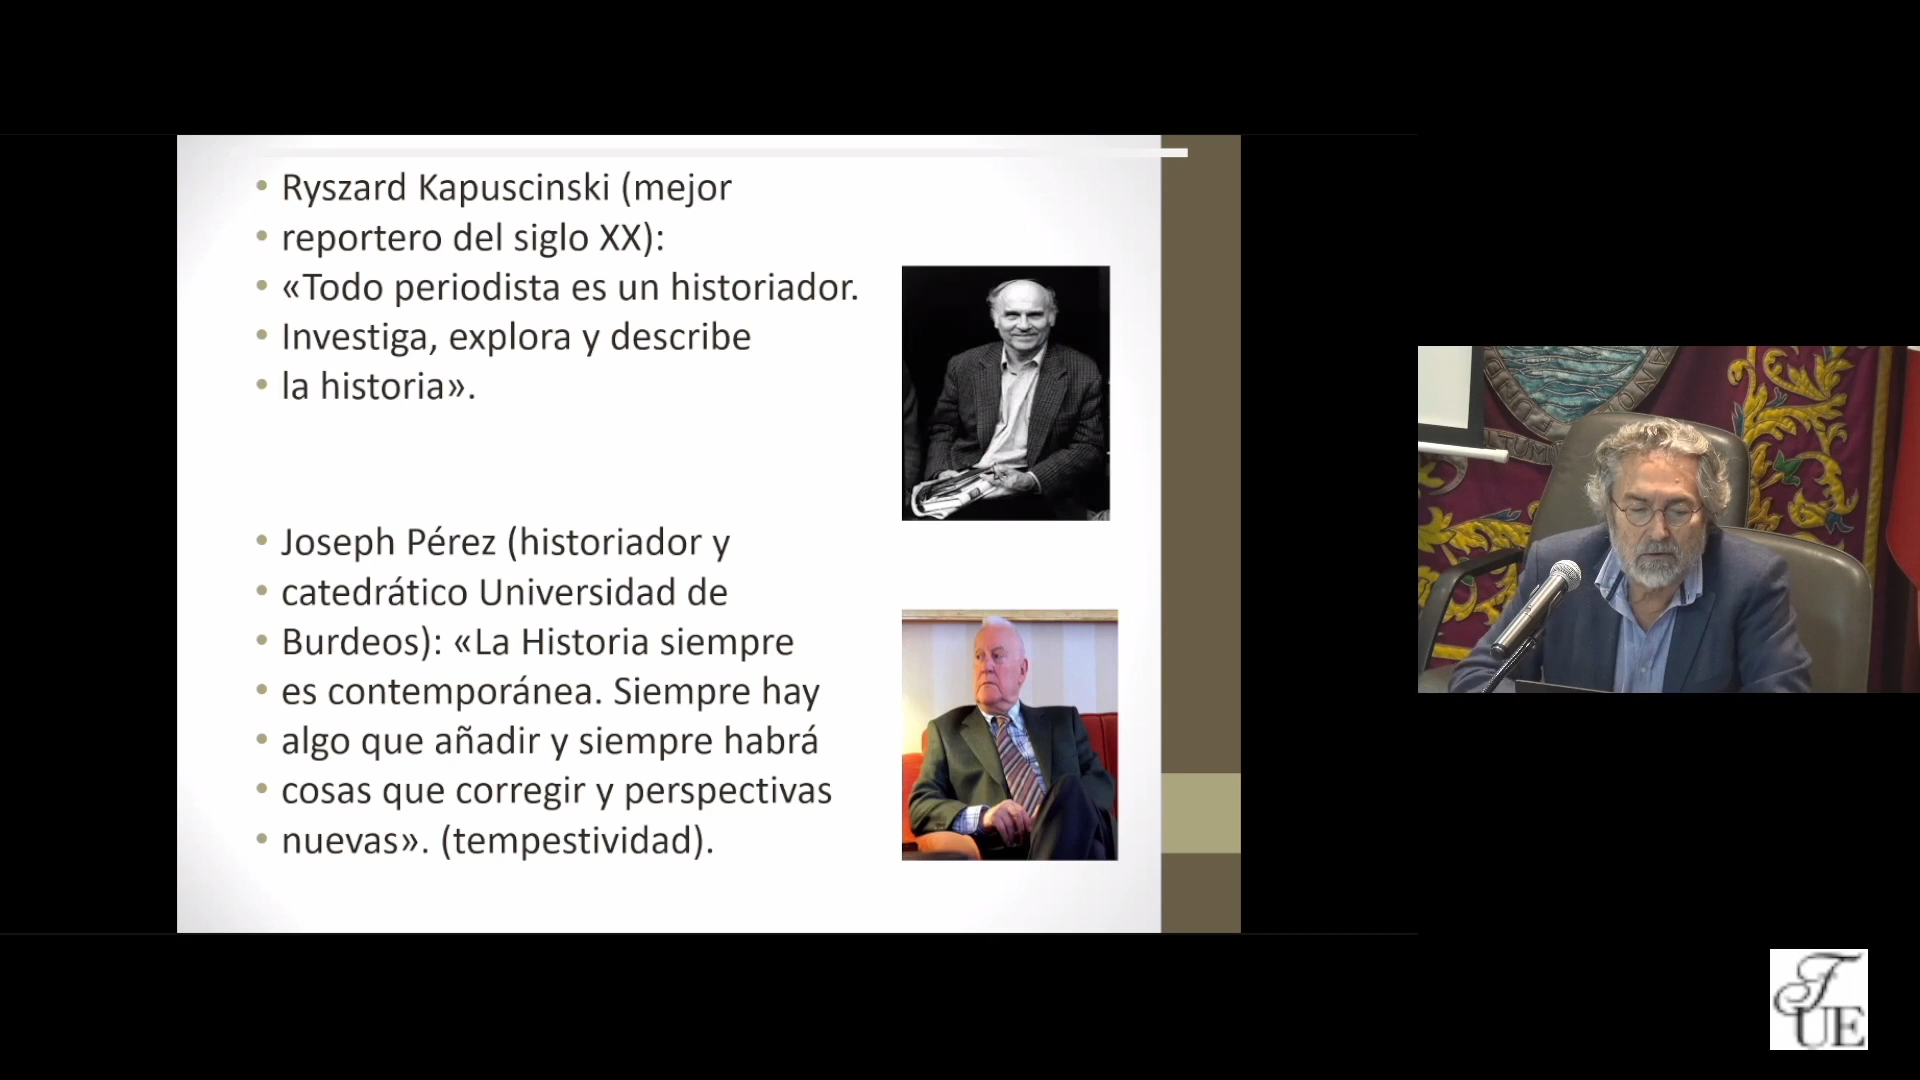 • Ryszard Kapuscinski (mejor
• reportero del siglo XX):
• «Todo periodista es un historiador.
• Investiga, explora y describe
• la historia».
• Joseph Pérez (historiador y
• catedrático Universidad de
• Burdeos): «La Historia siempre
• es contemporánea. Siempre hay
• algo que añadir y siempre habrá
• cosas que corregir y perspectivas
• nuevas». (tempestividad).
TUE